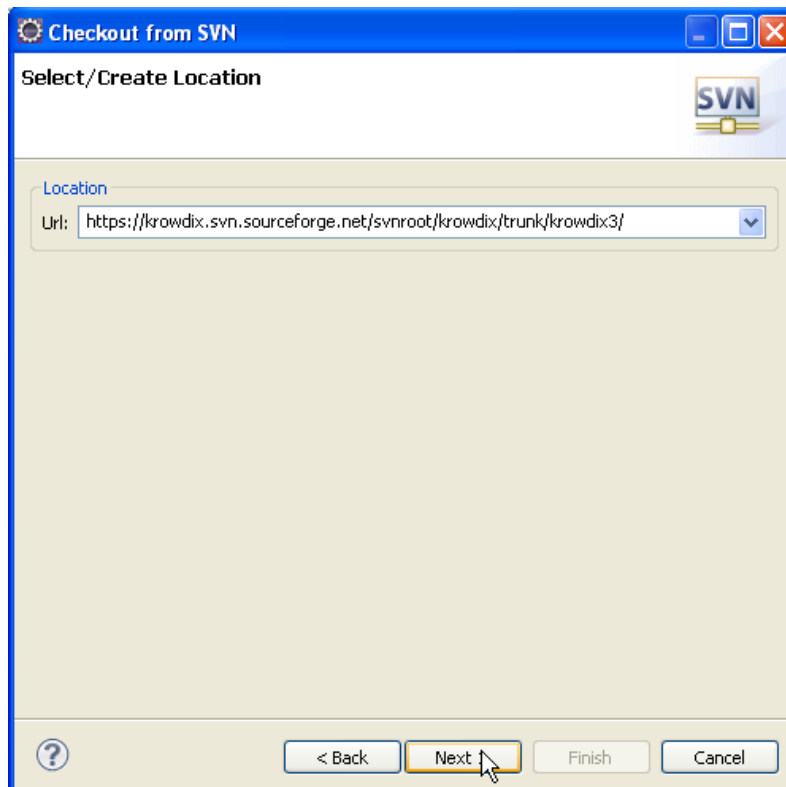 Checkout from SVN
Select/Create Location
SVN
Location
Url: https://krowdix.svn.sourceforge.net/svnroot/krowdix/trunk/krowdix3/
?
< Back Next > Finish Cancel